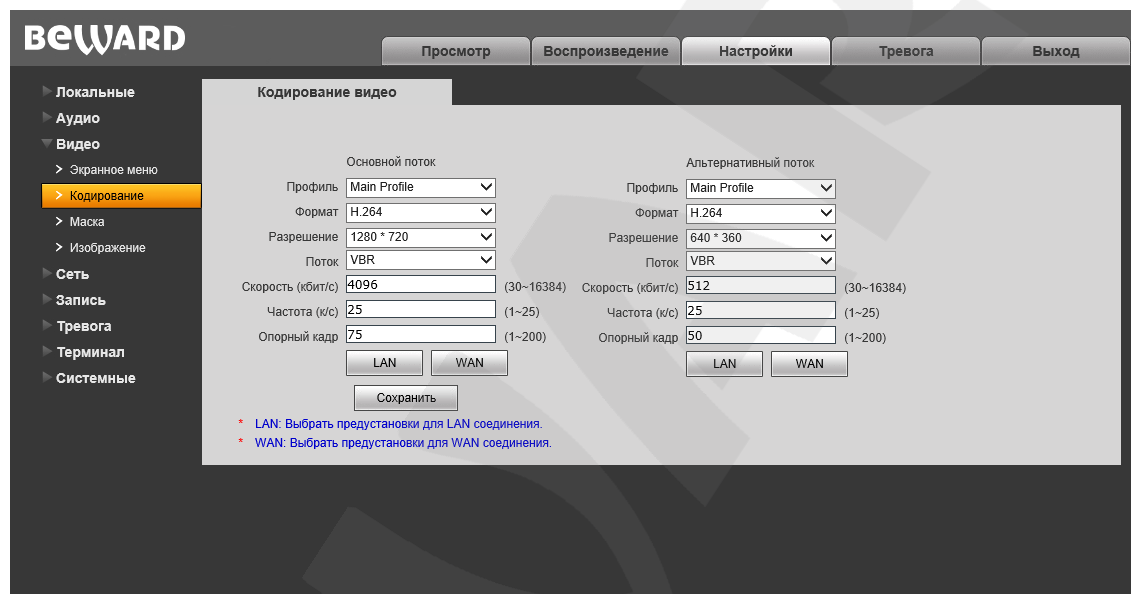 BEWARD
Просмотр Воспроизведение Настройки Тревога Выход
Локальные
Аудио
Видео
Экранное меню
Кодирование
Маска
Изображение
Сеть
Запись
Тревога
Терминал
Системные
Кодирование видео
Основной поток
Профиль Main Profile
Формат H.264
Разрешение 1280 * 720
Поток VBR
Скорость (кбит/с) 4096 (30~16384)
Частота (к/с) 25 (1~25)
Опорный кадр 75 (1~200)
LAN WAN
Альтернативный поток
Профиль Main Profile
Формат H.264
Разрешение 640 * 360
Поток VBR
Скорость (кбит/с) 512 (30~16384)
Частота (к/с) 25 (1~25)
Опорный кадр 50 (1~200)
LAN WAN
Сохранить
* LAN: Выбрать предустановки для LAN соединения.
* WAN: Выбрать предустановки для WAN соединения.